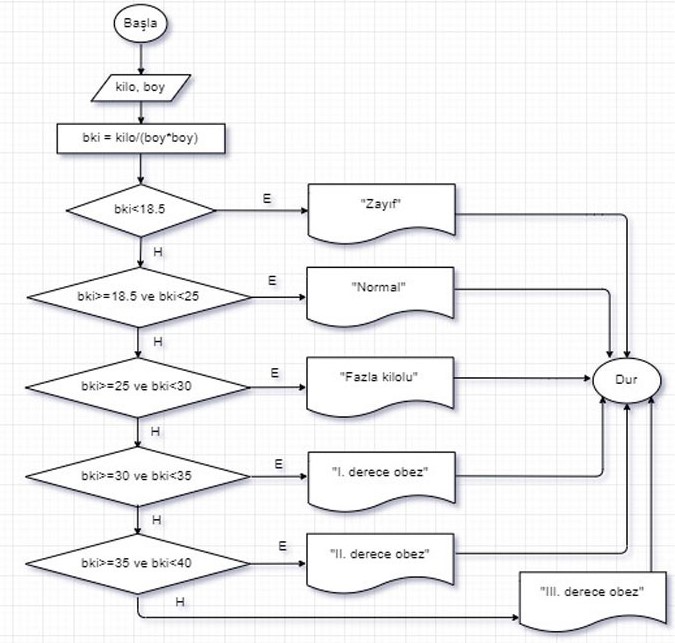 Başla
kilo, boy
bki = kilo/(boy*boy)
bki<18.5
E
"Zayıf"
H
bki>=18.5 ve bki<25
E
"Normal"
H
bki>=25 ve bki<30
E
"Fazla kilolu"
Dur
H
bki>=30 ve bki<35
E
"I. derece obez"
H
bki>=35 ve bki<40
E
"II. derece obez"
H
"III. derece obez"